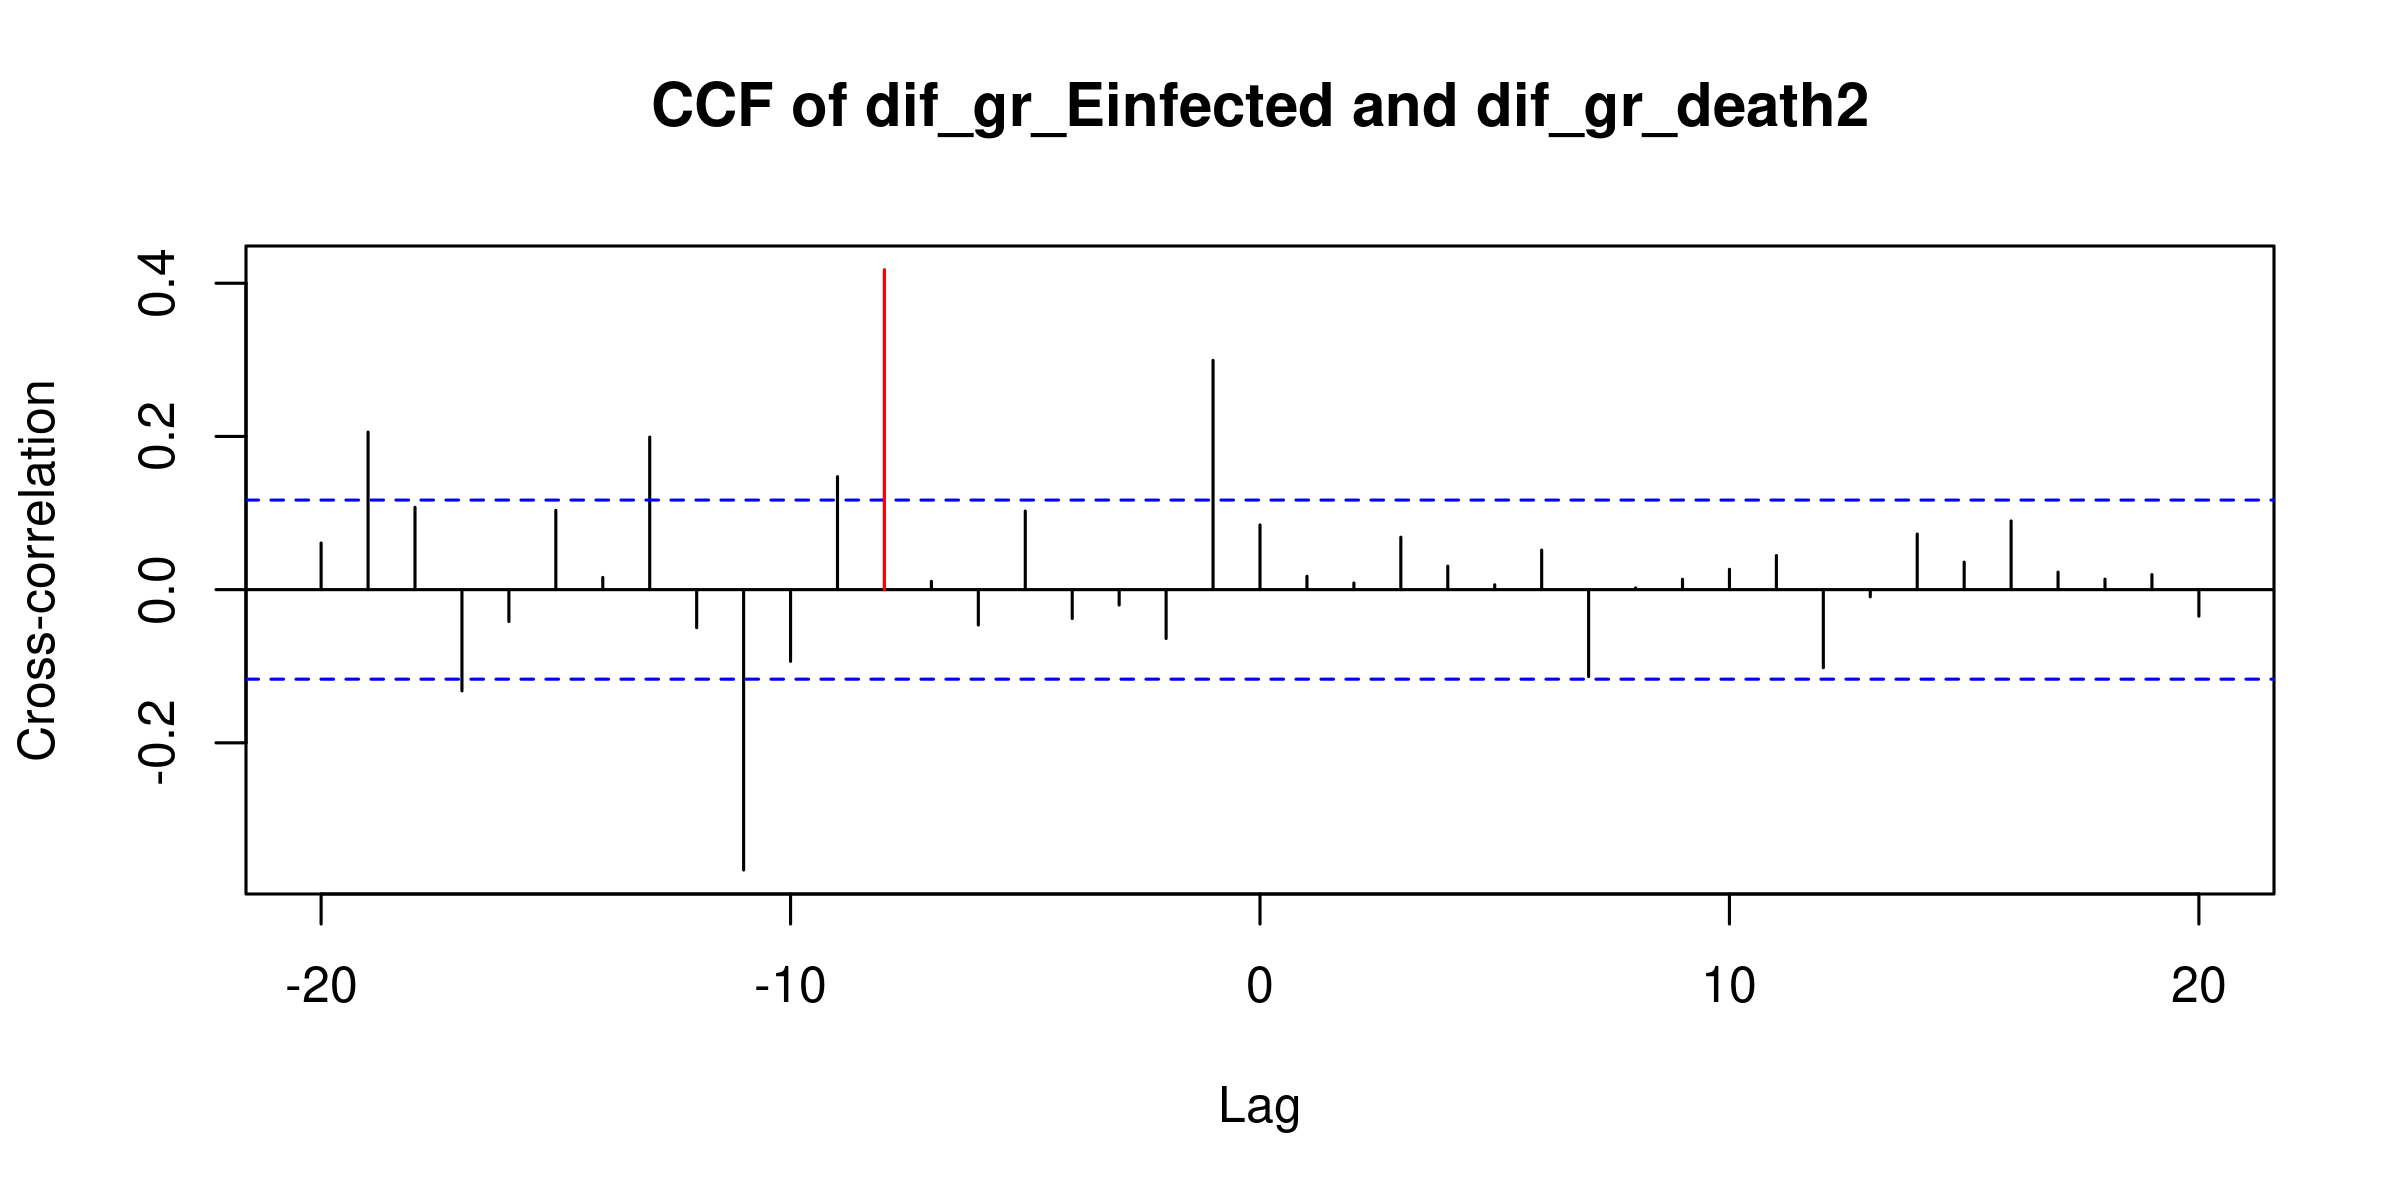 CCF of dif_gr_Einfected and dif_gr_death2
Cross-correlation
0.4
0.2
0.0
-0.2
-20 -10 0 10 20
Lag